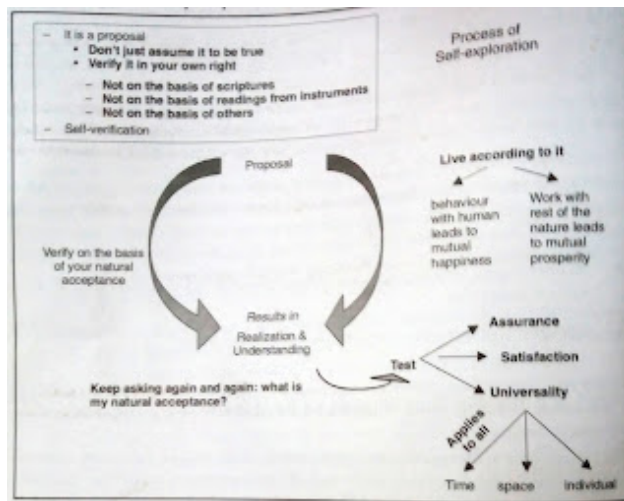 – It is a proposal
• Don't just assume it to be true
• Verify it in your own right
– Not on the basis of scriptures
– Not on the basis of readings from instruments
– Not on the basis of others
– Self-verification
Process of
Self-exploration
Proposal
Live according to it
behaviour
with human
leads to
mutual
happiness
Work with
rest of the
nature leads
to mutual
prosperity
Verify on the basis
of your natural
acceptance
Results in
Realization &
Understanding
Keep asking again and again: what is
my natural acceptance?
Test
Assurance
Satisfaction
Universality
Applies
to all
Time
space
individual